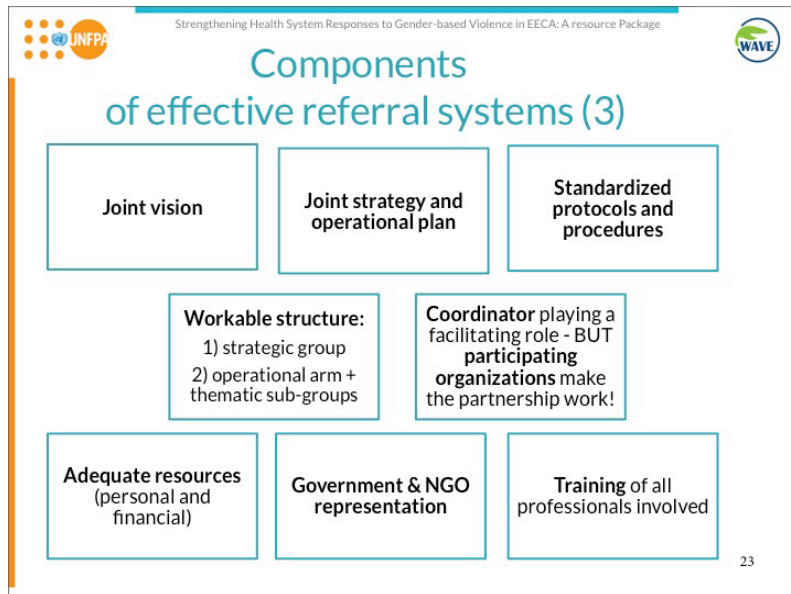 Strengthening Health System Responses to Gender-based Violence in EECA: A resource Package
UNFPA
WAVE
Components
of effective referral systems (3)
Joint vision
Joint strategy and
operational plan
Standardized
protocols and
procedures
Workable structure:
1) strategic group
2) operational arm +
thematic sub-groups
Coordinator playing a
facilitating role - BUT
participating
organizations make
the partnership work!
Adequate resources
(personal and
financial)
Government & NGO
representation
Training of all
professionals involved
23